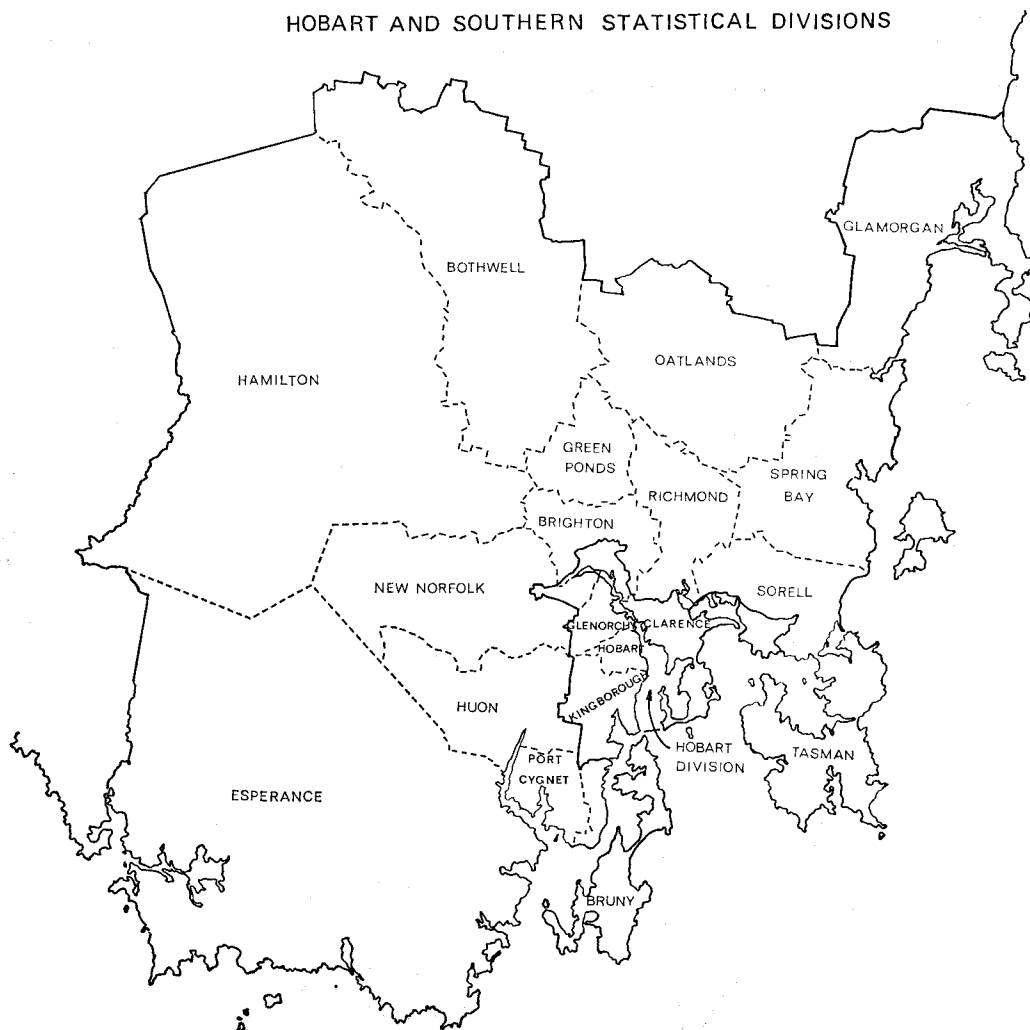 HOBART AND SOUTHERN STATISTICAL DIVISIONS
GLAMORGAN
BOTHWELL
OATLANDS
HAMILTON
GREEN
PONDS
SPRING
BAY
RICHMOND
BRIGHTON
NEW NORFOLK
SORELL
GLENORCHY
CLARENCE
HOBART
KINGBOROUGH
HUON
HOBART
DIVISION
TASMAN
PORT
CYGNET
ESPERANCE
BRUNY